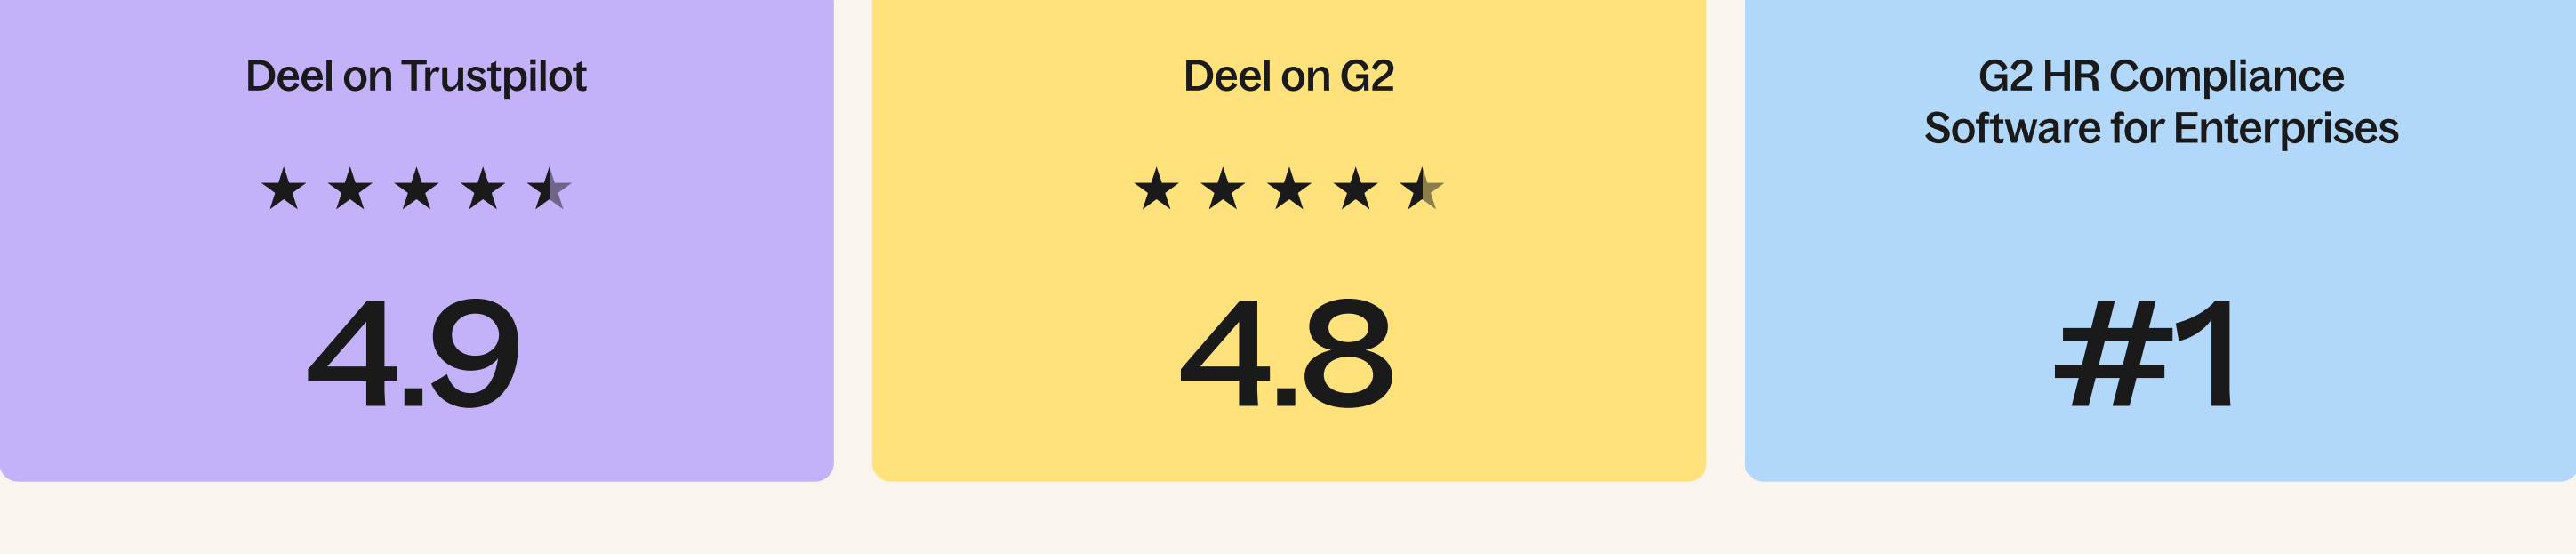 Deel on Trustpilot
4.9
Deel on G2
4.8
G2 HR Compliance
Software for Enterprises
#1